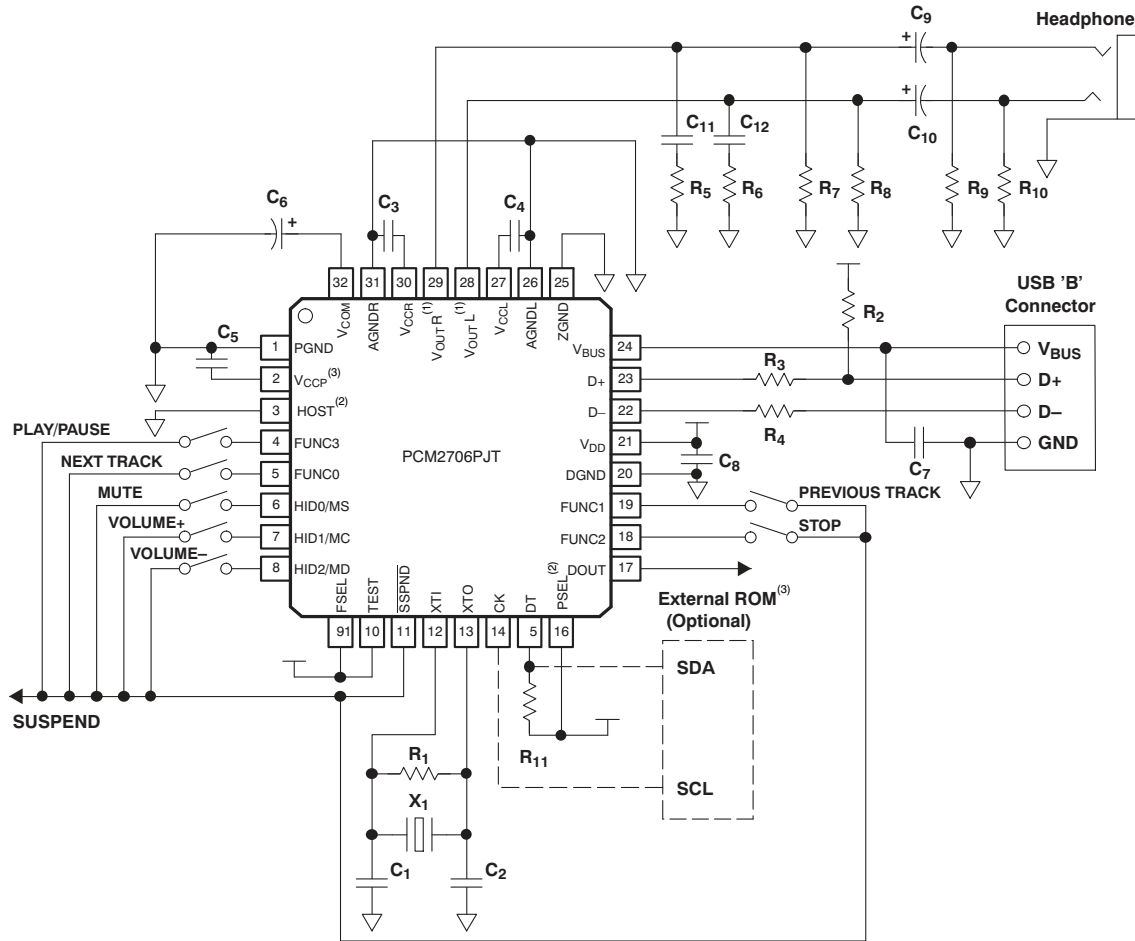 C9
Headphone
+
+
C11
C12
C10
R5
R6
R7
R8
R9
R10
C6
+
C3
C4
32
31
30
29
28
27
26
25
VCOM
AGNDR
VCCR
VOUTR(1)
VOUTL(1)
VCCL
AGNDL
ZGND
R2
USB 'B'
Connector
C5
1
PGND
2
VCCP(3)
3
HOST(2)
PLAY/PAUSE
4
FUNC3
NEXT TRACK
5
FUNC0
MUTE
6
HID0/MS
VOLUME+
7
HID1/MC
VOLUME–
8
HID2/MD
PCM2706PJT
VBUS
24
R3
VBUS
D+
23
D+
D–
22
R4
D–
VDD
21
C8
C7
GND
DGND
20
FUNC1
19
PREVIOUS TRACK
FUNC2
18
STOP
DOUT
17
FSEL
TEST
SSPND
XTI
XTO
CK
DT
PSEL(2)
91
10
11
12
13
14
5
16
External ROM(3)
(Optional)
SDA
SCL
SUSPEND
R11
R1
X1
C1
C2